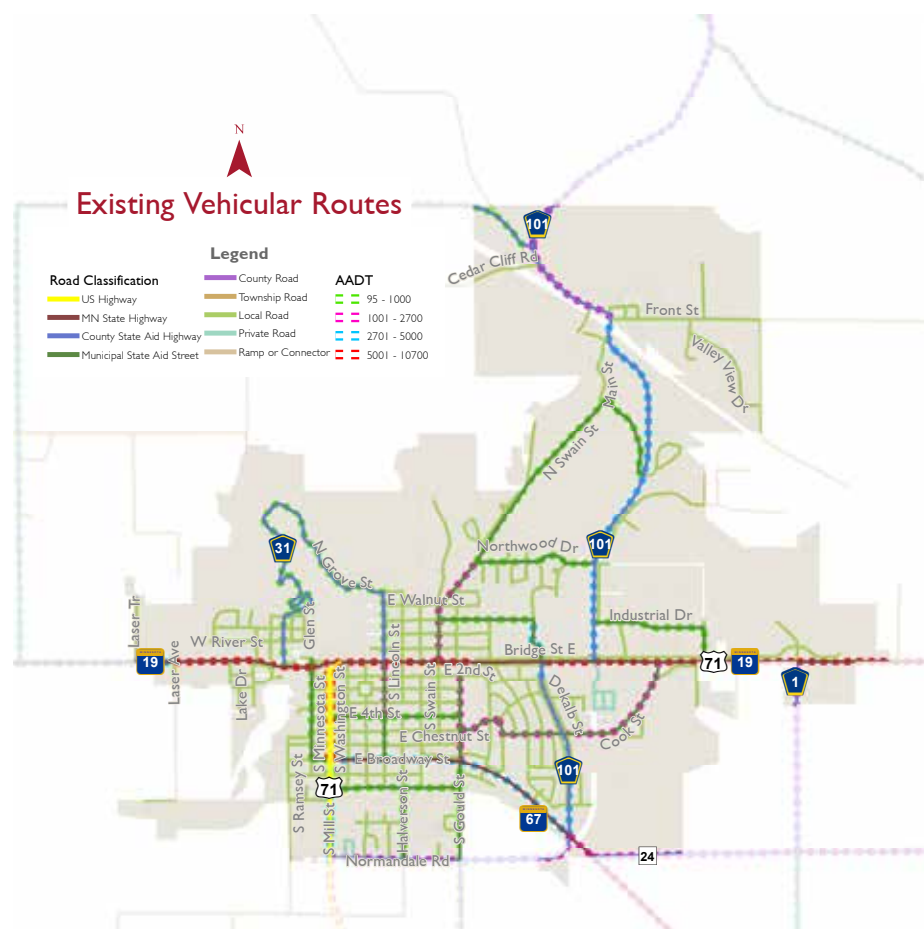 N
Existing Vehicular Routes
Legend
Road Classification
US Highway
MN State Highway
County State Aid Highway
Municipal State Aid Street
County Road
Township Road
Local Road
Private Road
Ramp or Connector
AADT
95 - 1000
1001 - 2700
2701 - 5000
5001 - 10700
101
Cedar Cliff Rd
Front St
Valley View Dr
Main St
N Swain St
31
N Grove St
Northwood Dr
101
E Walnut St
Industrial Dr
Laser Tr
Glen St
W River St
S Lincoln St
Bridge St E
19
71
19
Laser Ave
Lake Dr
E 2nd St
1
S Minnesota St
S Washington St
S Swain St
Dekalb St
E 4th St
E Chestnut St
Cook St
E Broadway St
101
71
S Ramsey St
S Mill St
Halverson St
S Gould St
67
Normandale Rd
24